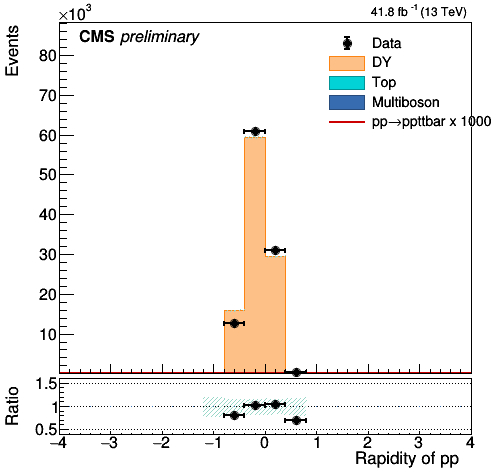 ×10³
41.8 fb⁻¹ (13 TeV)
CMS preliminary
Events
80
70
60
50
40
30
20
10
Data
DY
Top
Multiboson
pp→ppttbar x 1000
Ratio
1.5
1
0.5
−4 −3 −2 −1 0 1 2 3 4
Rapidity of pp